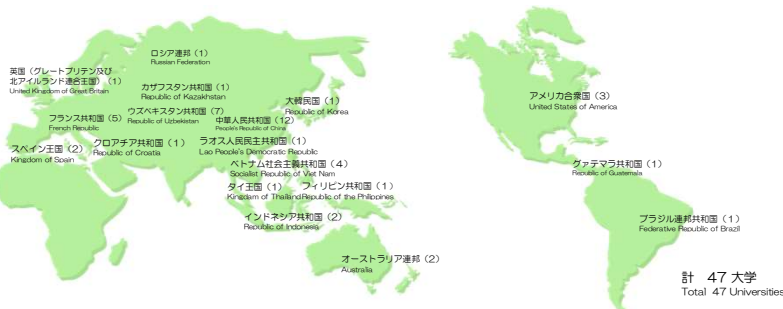 ロシア連邦（1）
Russian Federation
英国（グレートブリテン及び
北アイルランド連合王国）（1）
United Kingdom of Great Britain
カザフスタン共和国（1）
Republic of Kazakhstan
大韓民国（1）
Republic of Korea
フランス共和国（5）
French Republic
ウズベキスタン共和国（7）
Republic of Uzbekistan
中華人民共和国（12）
People's Republic of China
スペイン王国（2）
Kingdom of Spain
クロアチア共和国（1）
Republic of Croatia
ラオス人民民主共和国（1）
Lao People's Democratic Republic
ベトナム社会主義共和国（4）
Socialist Republic of Viet Nam
タイ王国（1）
Kingdam of Thailand
フィリピン共和国（1）
Republic of the Philippines
インドネシア共和国（2）
Republic of Indonesia
オーストラリア連邦（2）
Australia
アメリカ合衆国（3）
United States of America
グァテマラ共和国（1）
Republic of Guatemala
ブラジル連邦共和国（1）
Federative Republic of Brazil
計　47 大学
Total 47 Universities